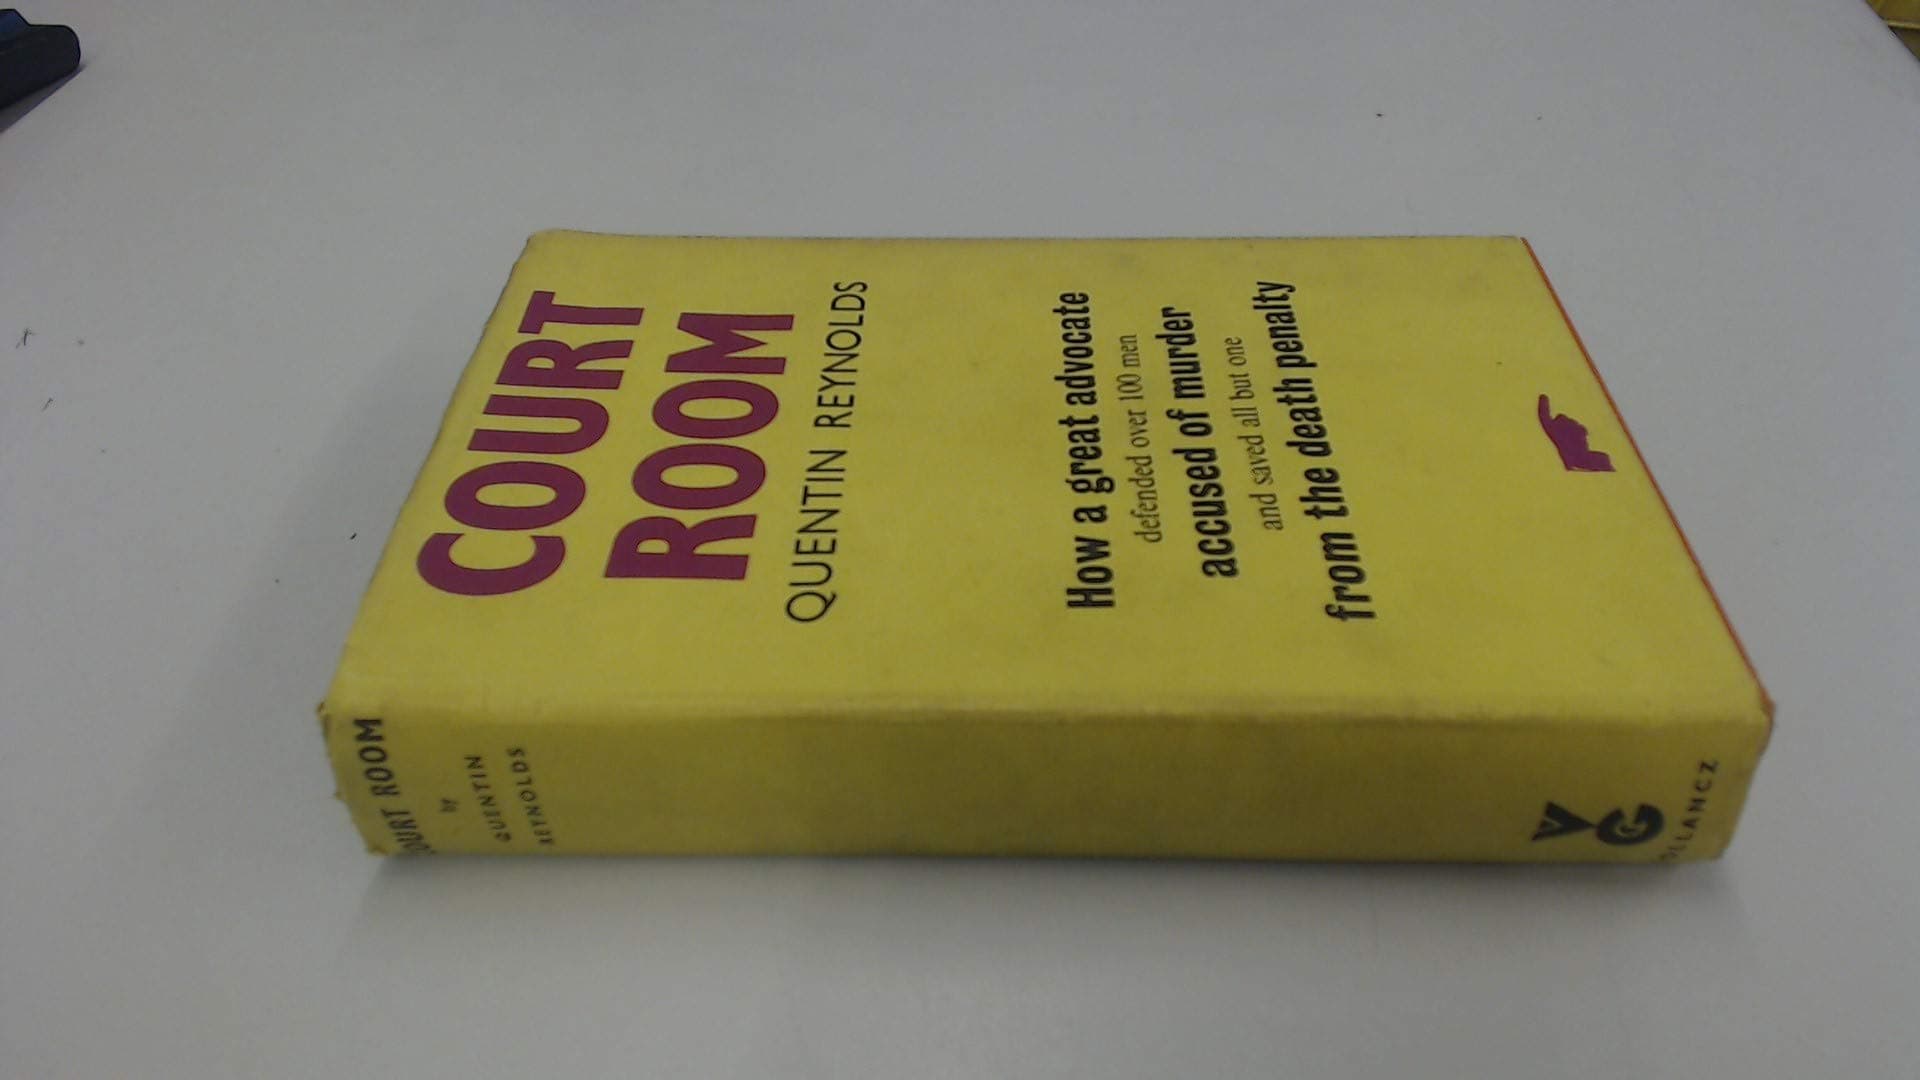 COURT
ROOM
QUENTIN REYNOLDS
How a great advocate
defended over 100 men
accused of murder
and saved all but one
from the death penalty
COURT ROOM
by
QUENTIN
REYNOLDS
VG
GOLLANCZ